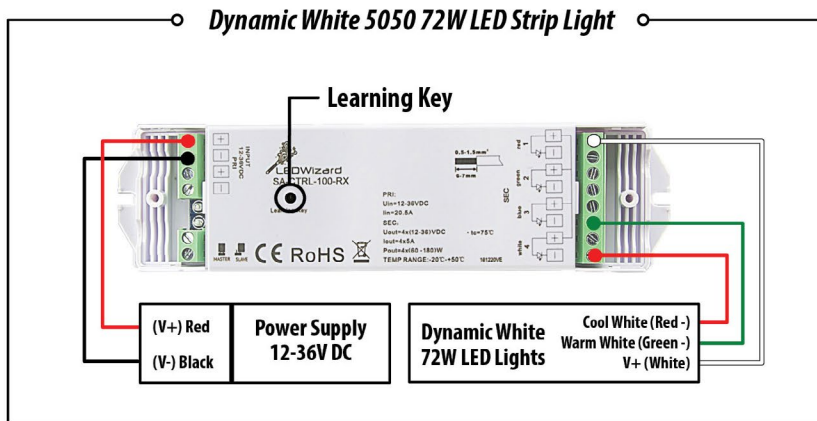 Dynamic White 5050 72W LED Strip Light
Learning Key
INPUT
12-36VDC
PRI
LEDWizard
SA-CTRL-100-RX
Learning Key
MASTER SLAVE
CE RoHS
0.5-1.5mm²
6-7mm
PRI:
Uin=12-36VDC
Iin=20.5A
SEC.
Uout=4x(12-36)VDC - tc=75℃
Iout=4x5A
Pout=4x(60-180)W
TEMP RANGE:-20℃-+50℃ 181220VE
SEC
red 1
green 2
blue 3
white 4
(V+) Red
(V-) Black
Power Supply
12-36V DC
Dynamic White
72W LED Lights
Cool White (Red -)
Warm White (Green -)
V+ (White)